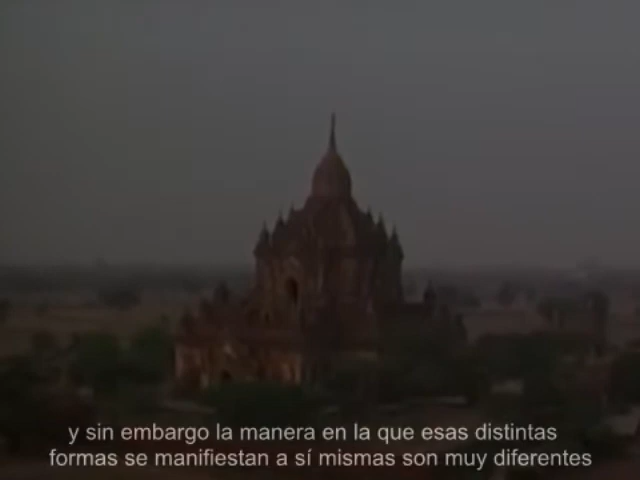 y sin embargo la manera en la que esas distintas
formas se manifiestan a sí mismas son muy diferentes